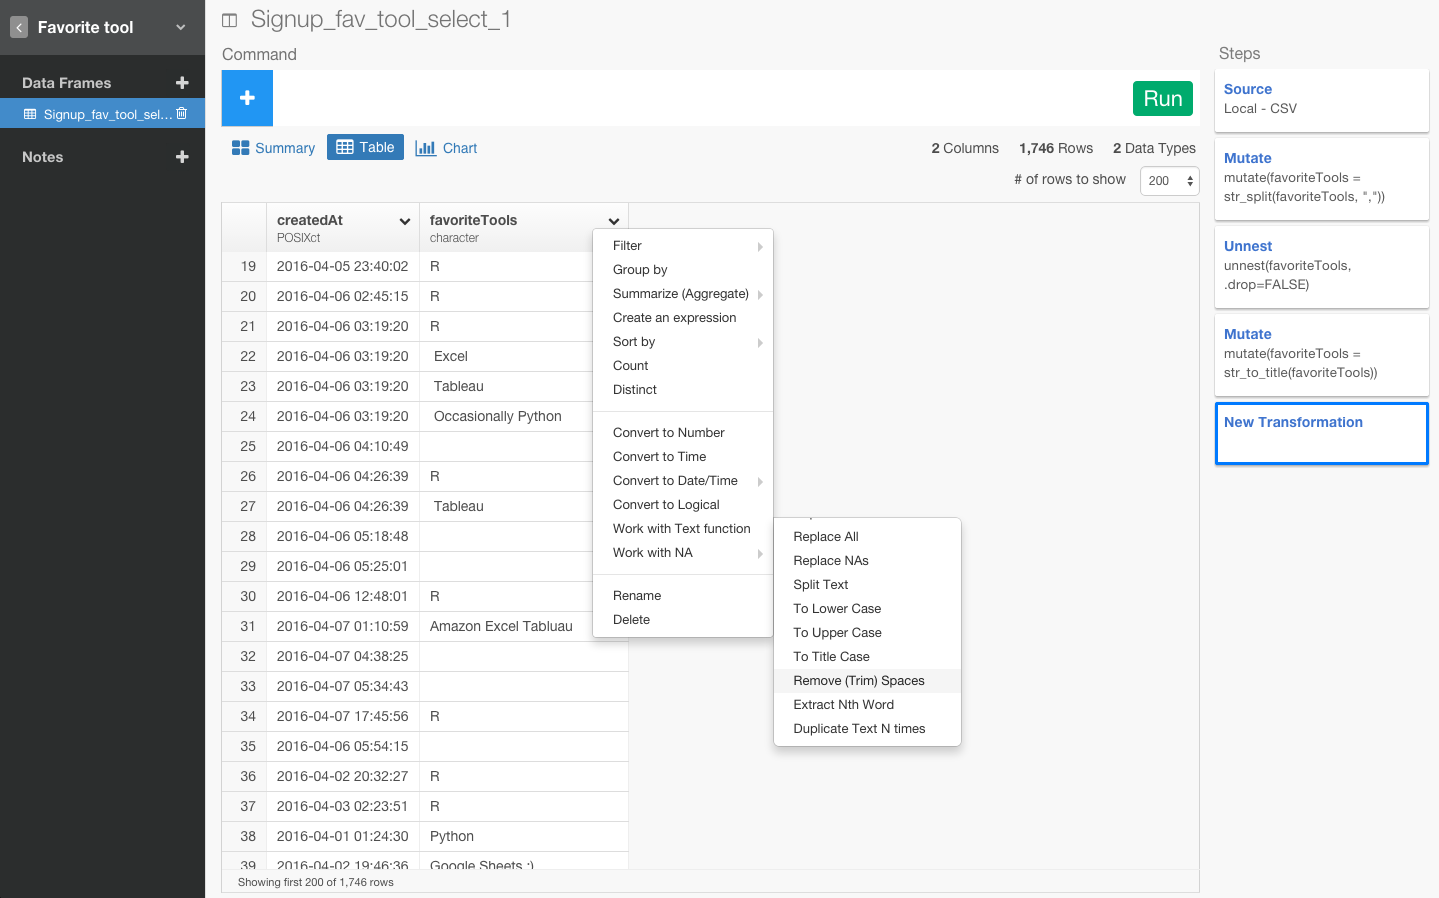 Favorite tool
Data Frames
Signup_fav_tool_sel...
Notes
Signup_fav_tool_select_1
Command
Run
Summary
Table
Chart
2 Columns 1,746 Rows 2 Data Types
# of rows to show 200
createdAt favoriteTools
POSIXct character
19 2016-04-05 23:40:02 R
20 2016-04-06 02:45:15 R
21 2016-04-06 03:19:20 R
22 2016-04-06 03:19:20 Excel
23 2016-04-06 03:19:20 Tableau
24 2016-04-06 03:19:20 Occasionally Python
25 2016-04-06 04:10:49
26 2016-04-06 04:26:39 R
27 2016-04-06 04:26:39 Tableau
28 2016-04-06 05:18:48
29 2016-04-06 05:25:01
30 2016-04-06 12:48:01 R
31 2016-04-07 01:10:59 Amazon Excel Tabluau
32 2016-04-07 04:38:25
33 2016-04-07 05:34:43
34 2016-04-07 17:45:56 R
35 2016-04-06 05:54:15
36 2016-04-02 20:32:27 R
37 2016-04-03 02:23:51 R
38 2016-04-01 01:24:30 Python
39 2016-04-02 19:46:36 Google Sheets :)
Showing first 200 of 1,746 rows
Filter
Group by
Summarize (Aggregate)
Create an expression
Sort by
Count
Distinct
Convert to Number
Convert to Time
Convert to Date/Time
Convert to Logical
Work with Text function
Work with NA
Rename
Delete
Replace All
Replace NAs
Split Text
To Lower Case
To Upper Case
To Title Case
Remove (Trim) Spaces
Extract Nth Word
Duplicate Text N times
Steps
Source
Local - CSV
Mutate
mutate(favoriteTools =
str_split(favoriteTools, ","))
Unnest
unnest(favoriteTools,
.drop=FALSE)
Mutate
mutate(favoriteTools =
str_to_title(favoriteTools))
New Transformation